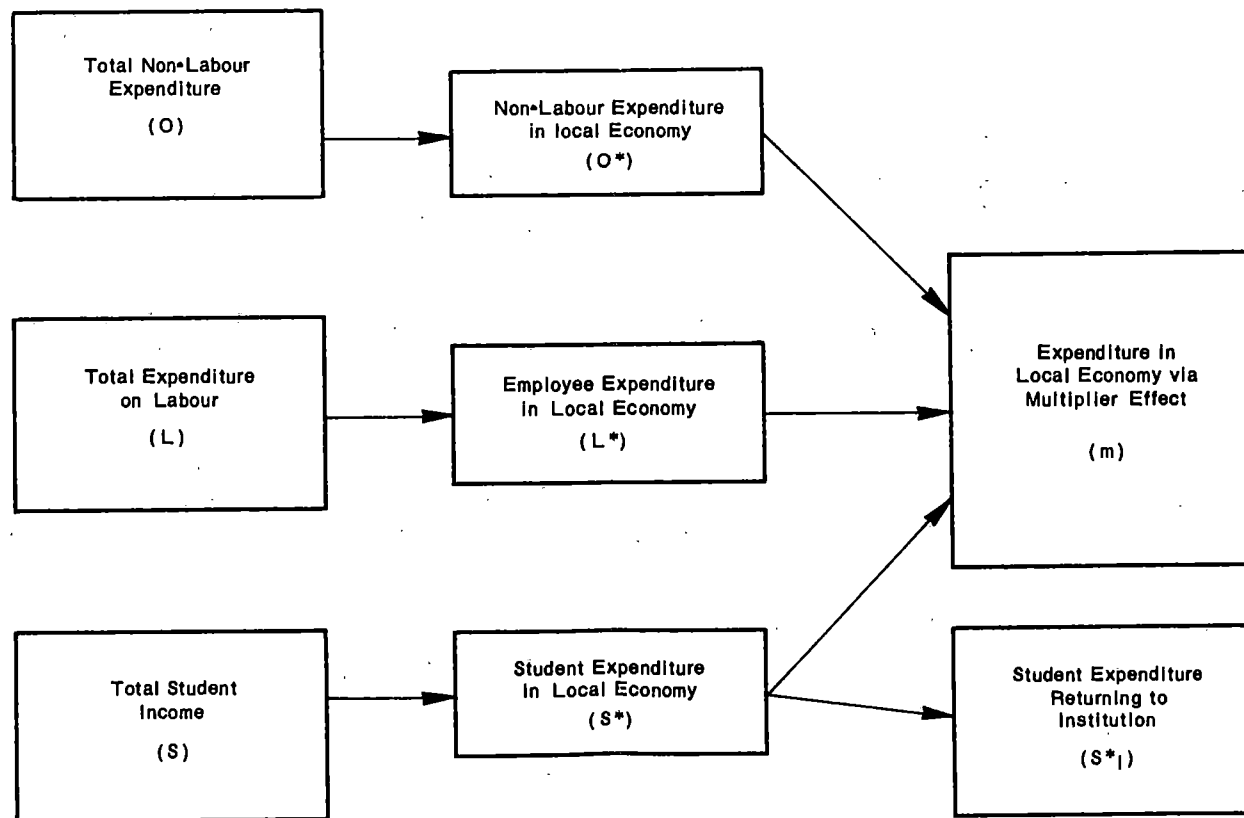 Total Non-Labour
Expenditure
(O)
Non-Labour Expenditure
in local Economy
(O*)
Total Expenditure
on Labour
(L)
Employee Expenditure
in Local Economy
(L*)
Expenditure in
Local Economy via
Multiplier Effect
(m)
Total Student
Income
(S)
Student Expenditure
in Local Economy
(S*)
Student Expenditure
Returning to
Institution
(S*I)